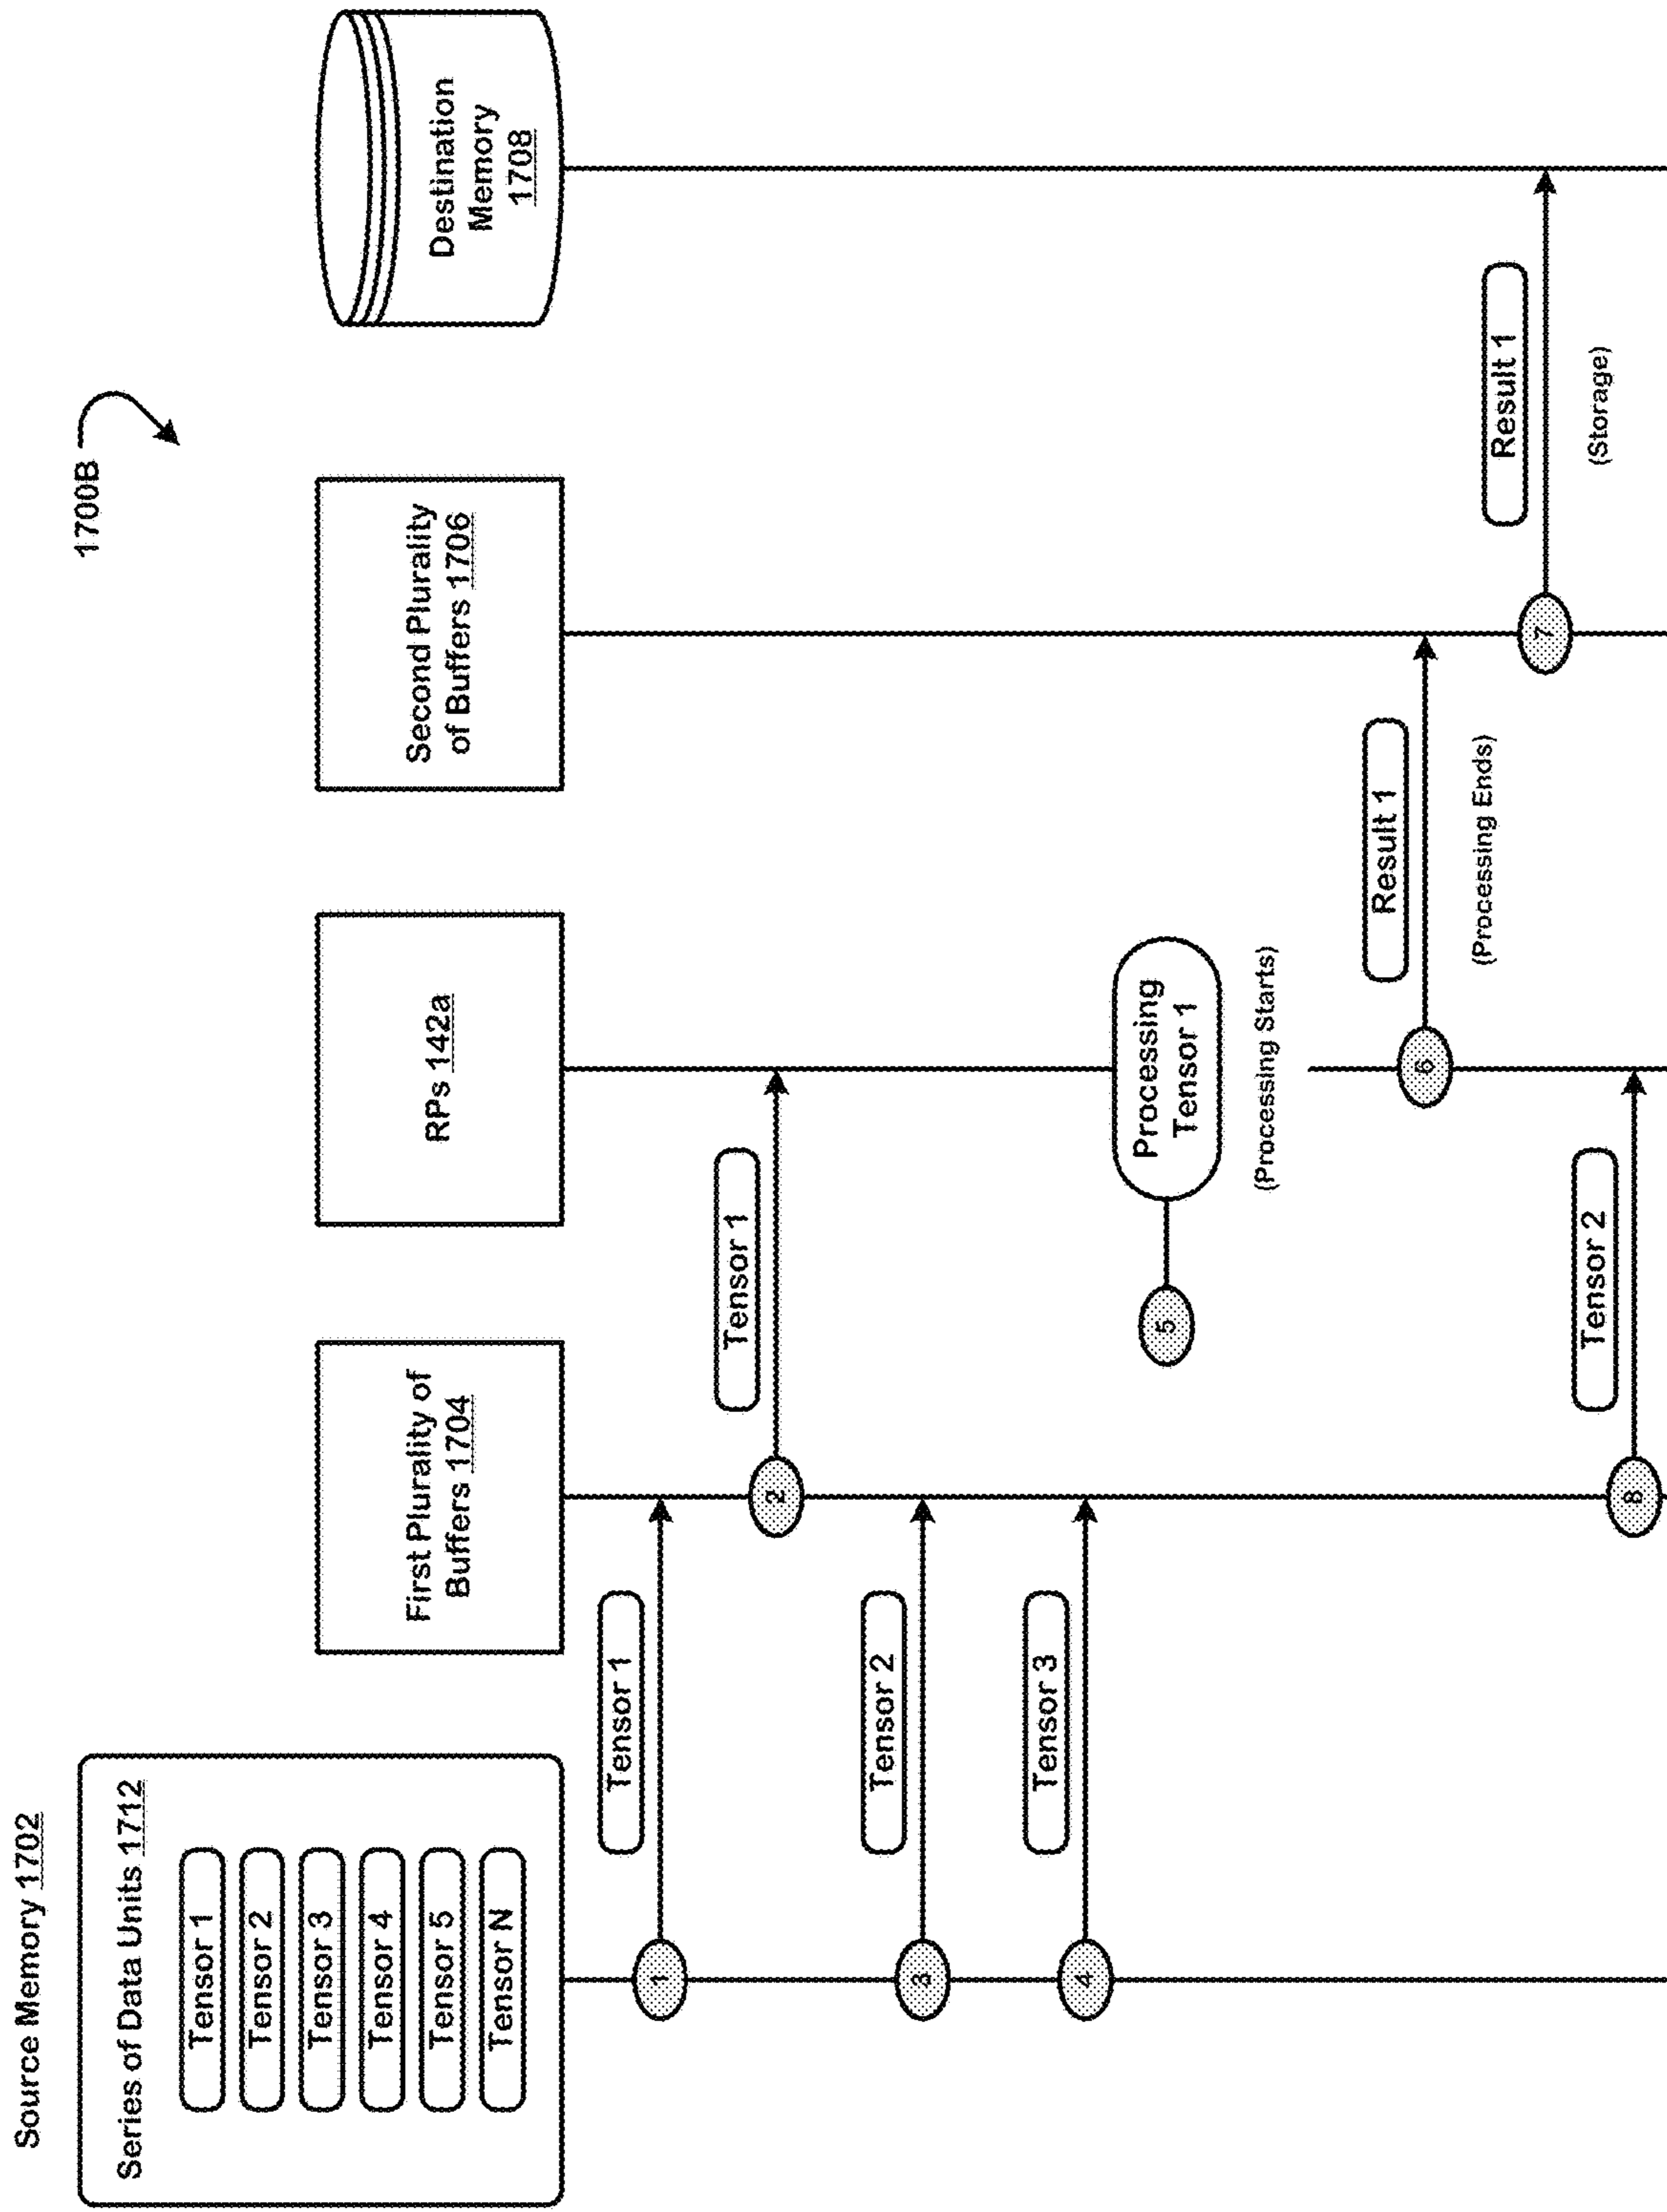 1700B
Source Memory 1702
Series of Data Units 1712
Tensor 1
Tensor 2
Tensor 3
Tensor 4
Tensor 5
Tensor N
First Plurality of
Buffers 1704
RPs 142a
Second Plurality
of Buffers 1706
Destination
Memory
1708
Tensor 1
1
Tensor 1
2
Tensor 2
3
Tensor 3
4
5
Processing
Tensor 1
(Processing Starts)
Result 1
6
(Processing Ends)
Result 1
7
(Storage)
Tensor 2
8